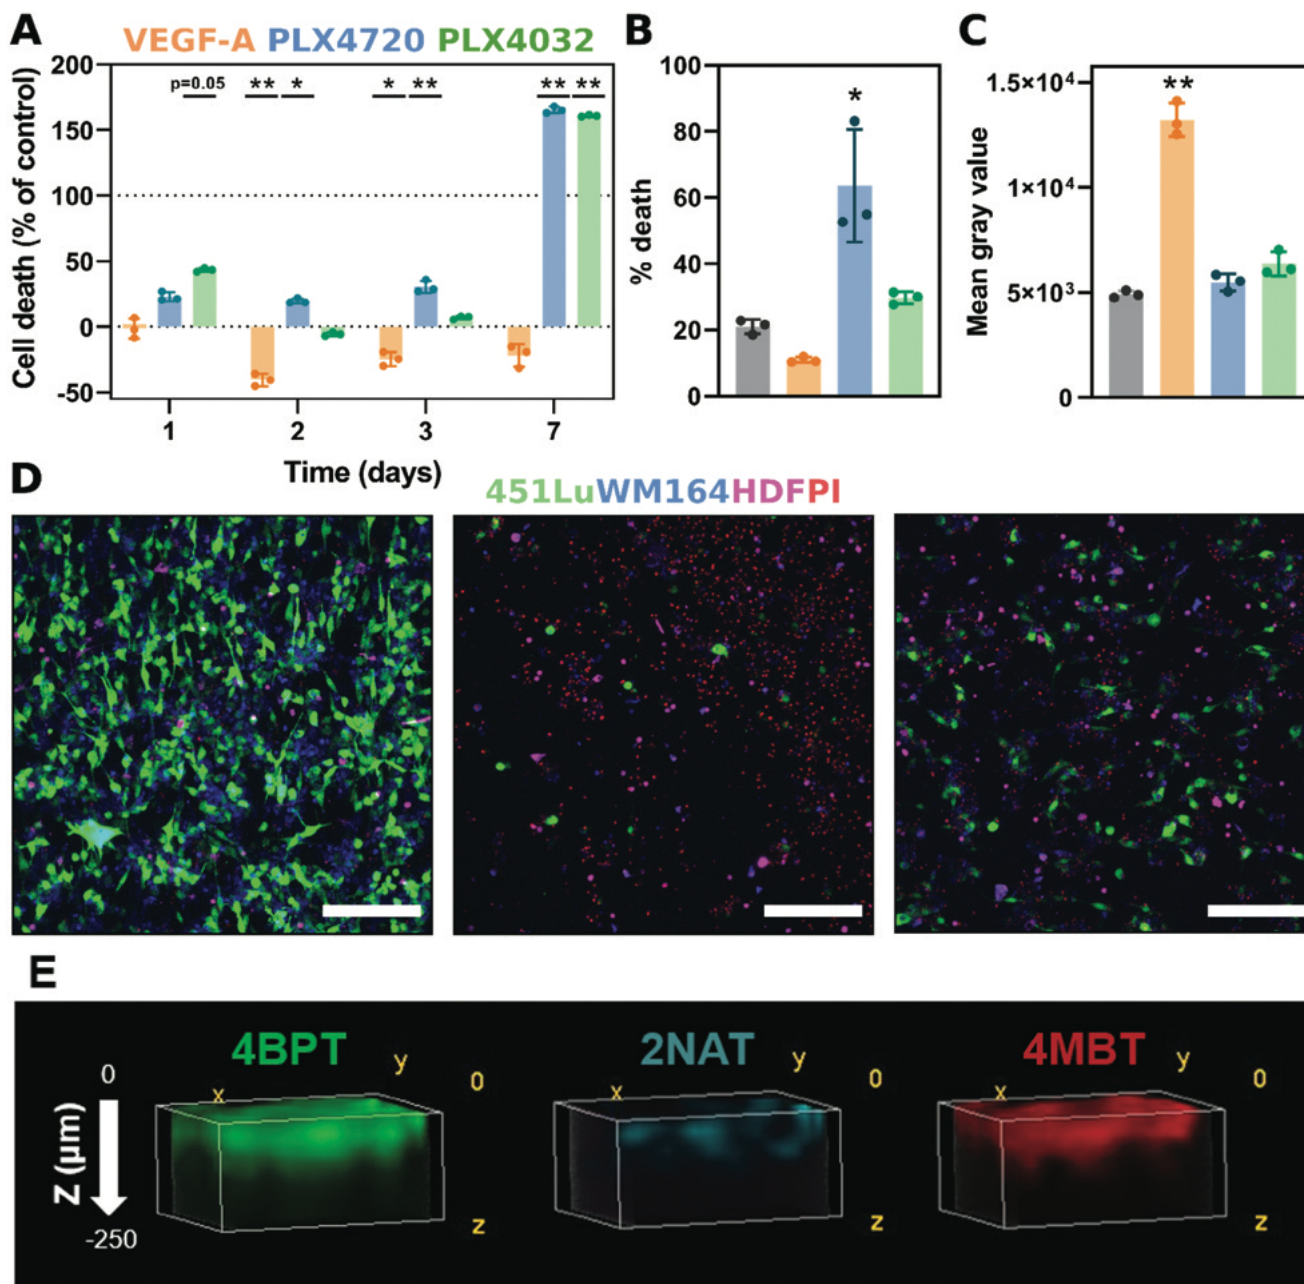 A
VEGF-A PLX4720 PLX4032
Cell death (% of control)
200
150
100
50
0
-50
p=0.05
** *
* **
** **
1
2
3
7
Time (days)
B
% death
100
80
60
40
20
0
*
C
Mean gray value
1.5×10⁴
1×10⁴
5×10³
0
**
D
451LuWM164HDFPI
E
Z (µm)
0
-250
4BPT
x
y
0
z
2NAT
x
y
0
z
4MBT
x
y
0
z